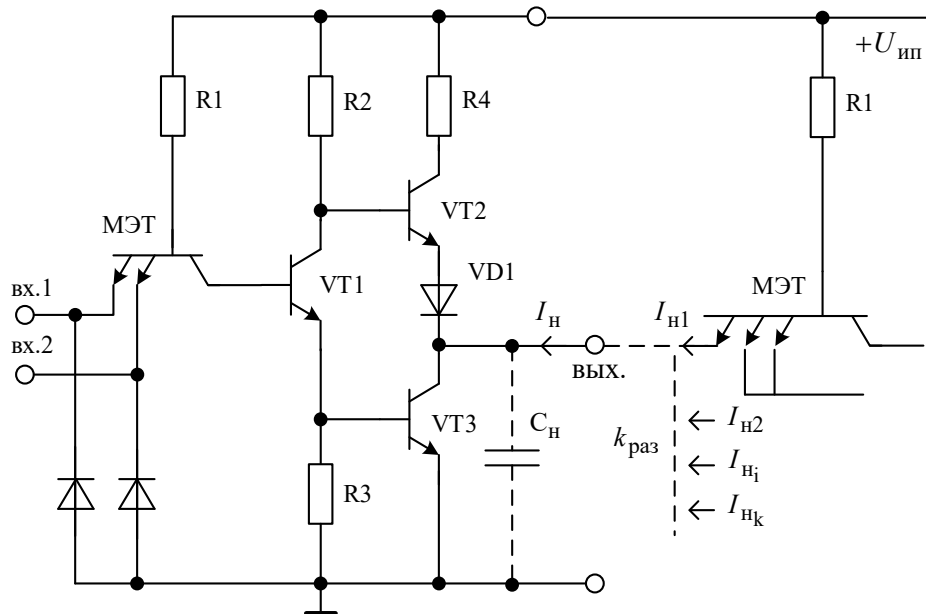 +Uип
R1
R2
R4
R1
МЭТ
VT2
вх.1
VT1
VD1
МЭТ
Iн
Iн1
вх.2
вых.
VT3
Cн
kраз
Iн2
R3
Iнi
Iнk